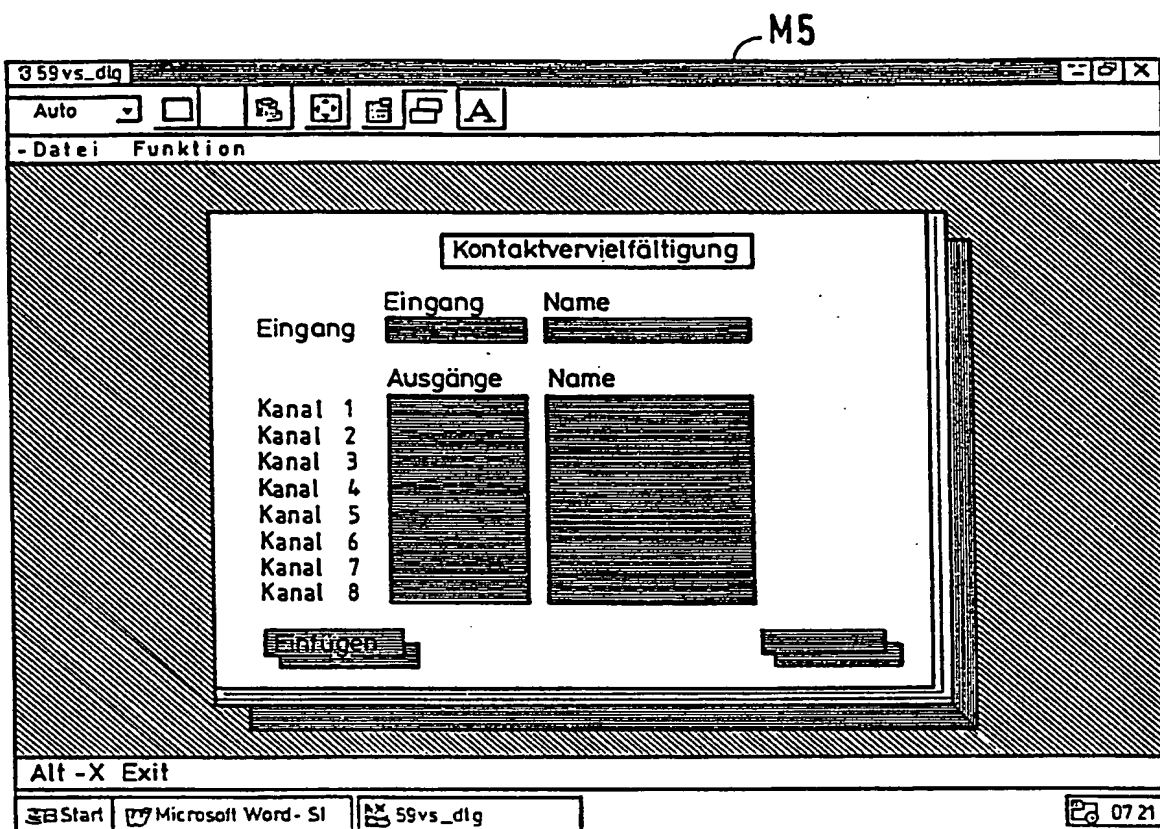 M5
59vs_dlg
Auto A
-Datei Funktion
Kontaktvervielfältigung
Eingang Name
Eingang
Ausgänge Name
Kanal 1
Kanal 2
Kanal 3
Kanal 4
Kanal 5
Kanal 6
Kanal 7
Kanal 8
Einfügen
Alt -X Exit
Start Microsoft Word- SI 59vs_dlg 07 21